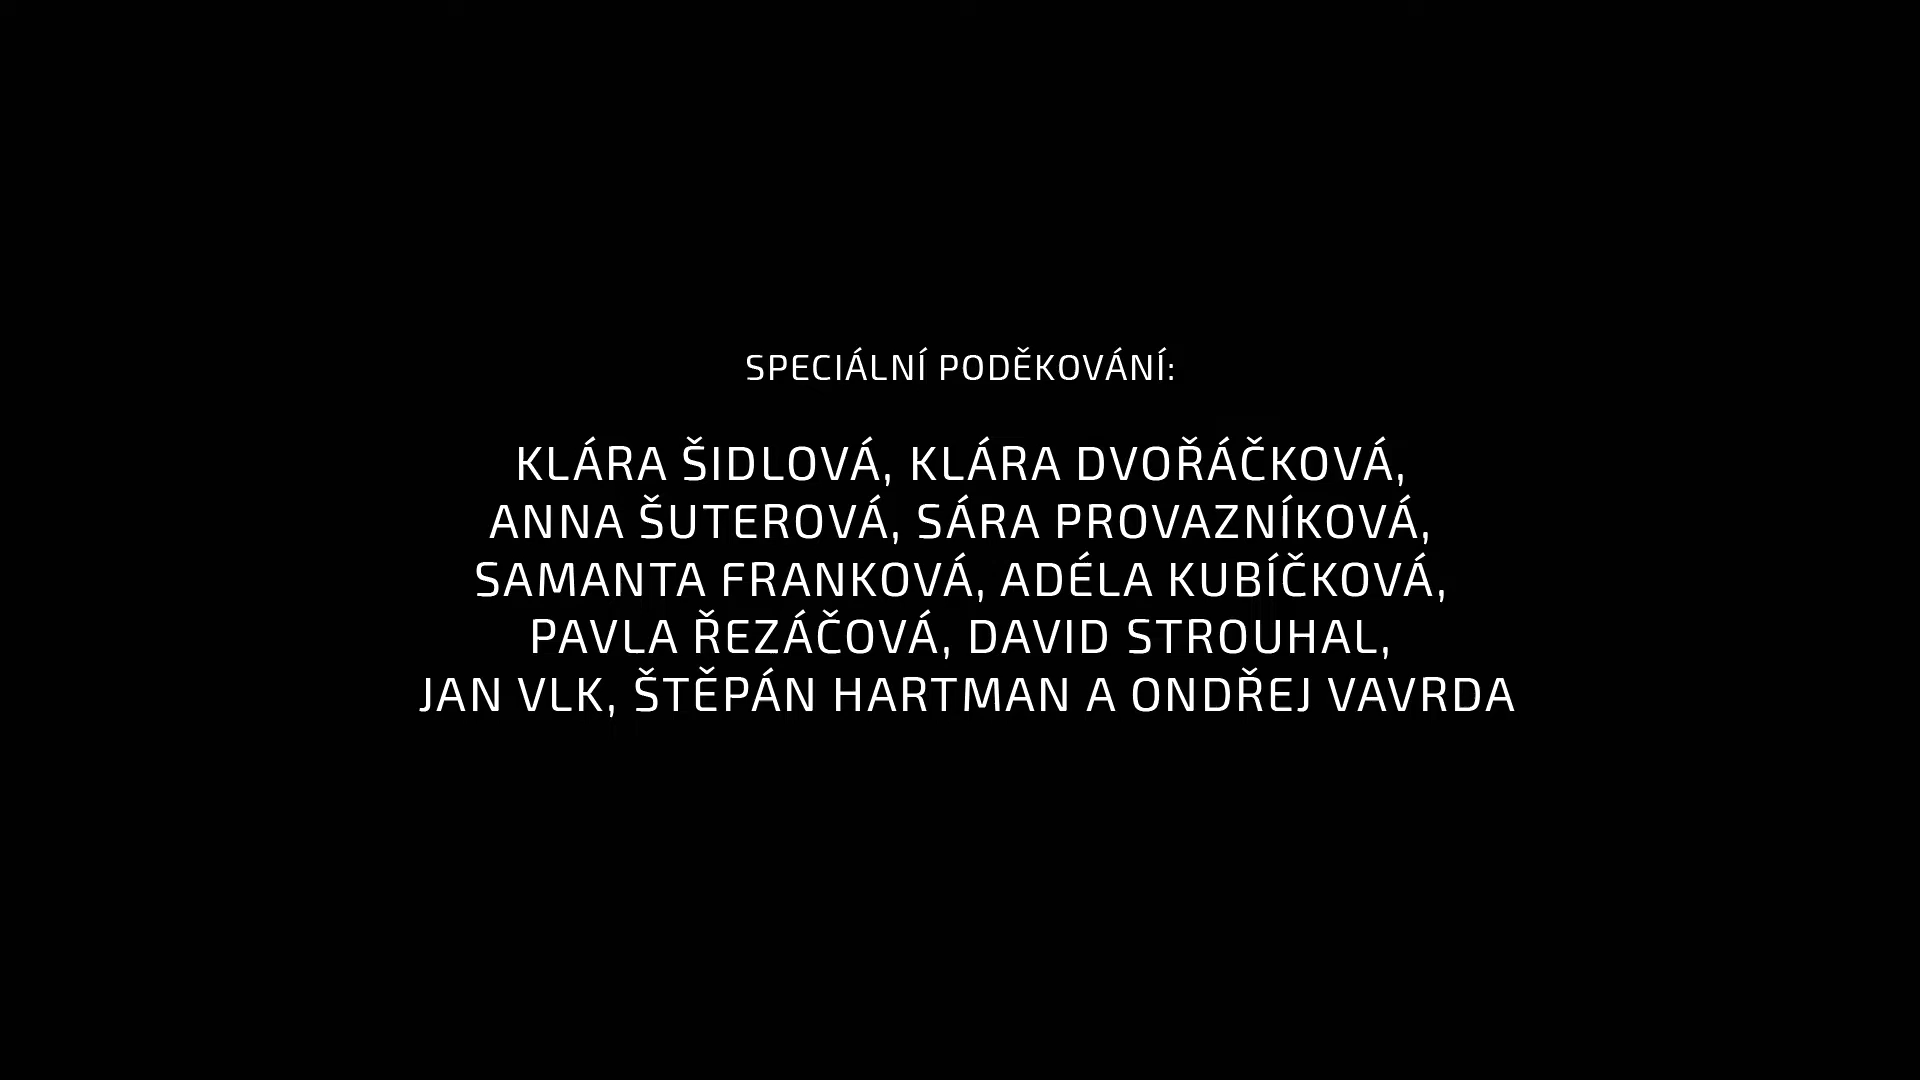 SPECIÁLNÍ PODĚKOVÁNÍ:
KLÁRA ŠIDLOVÁ, KLÁRA DVOŘÁČKOVÁ,
ANNA ŠUTEROVÁ, SÁRA PROVAZNÍKOVÁ,
SAMANTA FRANKOVÁ, ADÉLA KUBÍČKOVÁ,
PAVLA ŘEZÁČOVÁ, DAVID STROUHAL,
JAN VLK, ŠTĚPÁN HARTMAN A ONDŘEJ VAVRDA